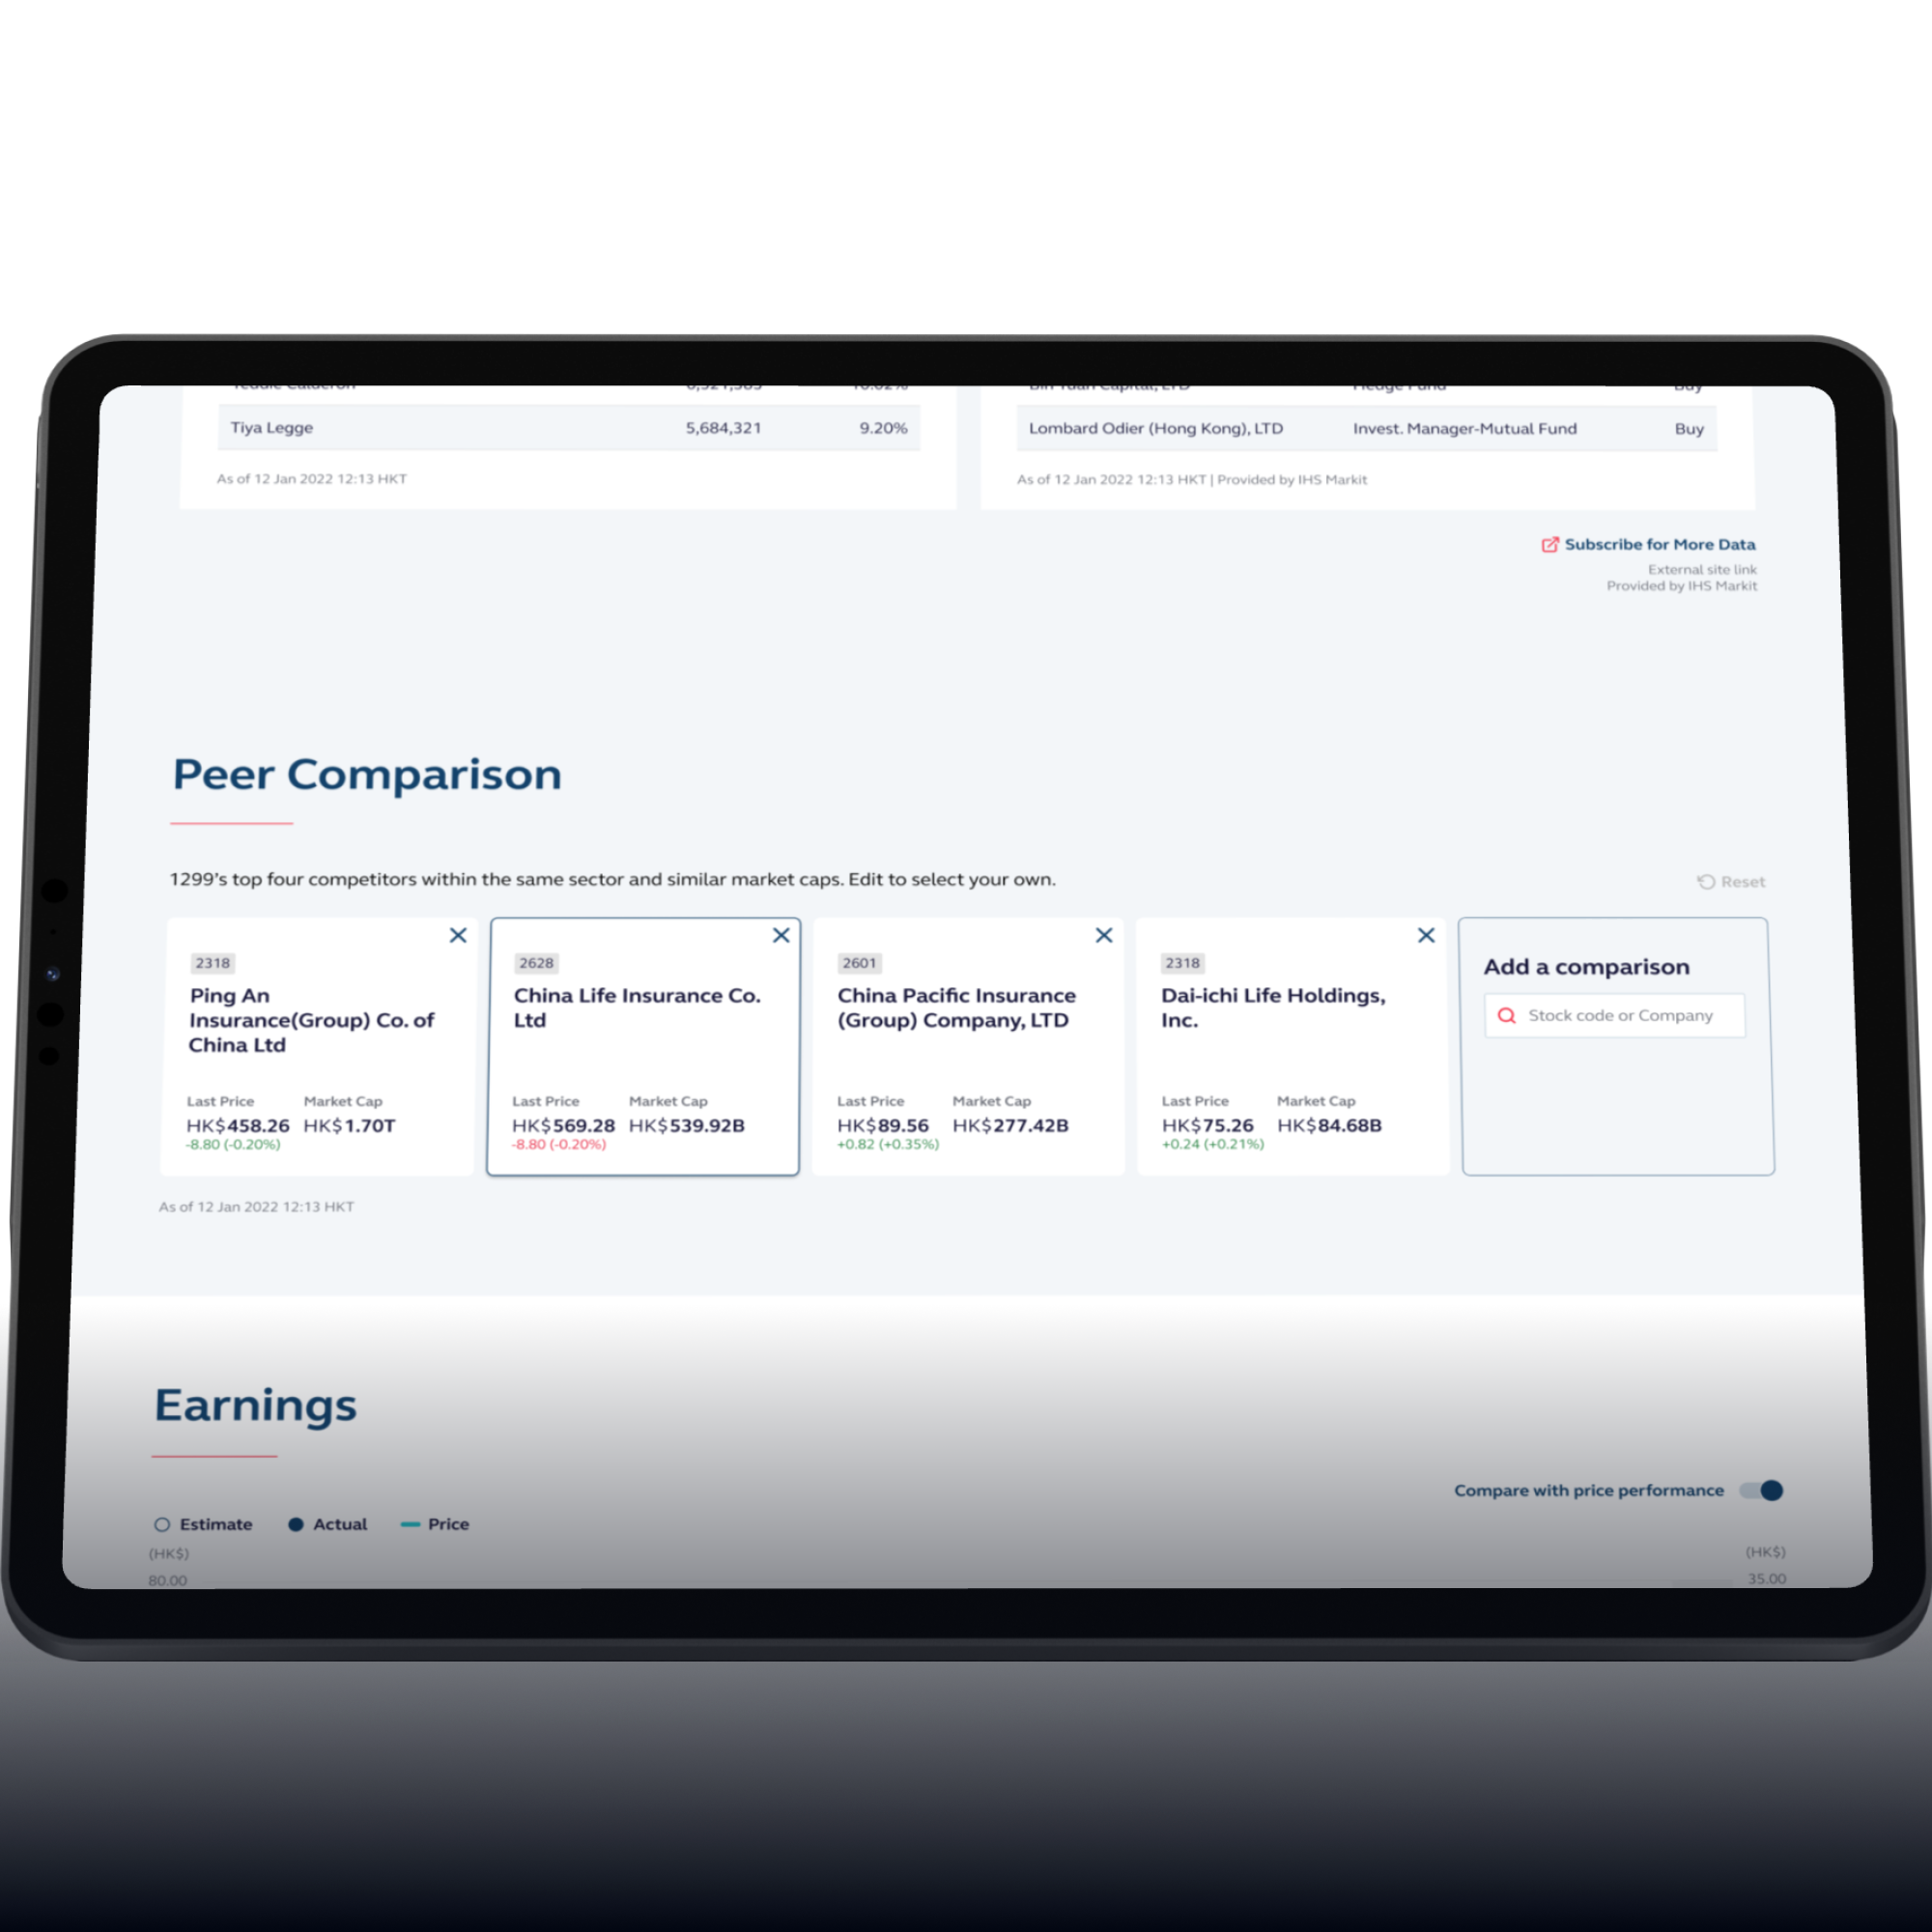 Tiya Legge 5,684,321 9.20%
Lombard Odier (Hong Kong), LTD Invest. Manager-Mutual Fund Buy
As of 12 Jan 2022 12:13 HKT
As of 12 Jan 2022 12:13 HKT | Provided by IHS Markit
Subscribe for More Data
External site link
Provided by IHS Markit
Peer Comparison
1299's top four competitors within the same sector and similar market caps. Edit to select your own.
Reset
2318
Ping An
Insurance(Group) Co. of
China Ltd
Last Price Market Cap
HK$458.26 HK$1.70T
-8.80 (-0.20%)
2628
China Life Insurance Co.
Ltd
Last Price Market Cap
HK$569.28 HK$539.92B
-8.80 (-0.20%)
2601
China Pacific Insurance
(Group) Company, LTD
Last Price Market Cap
HK$89.56 HK$277.42B
+0.82 (+0.35%)
2318
Dai-ichi Life Holdings,
Inc.
Last Price Market Cap
HK$75.26 HK$84.68B
+0.24 (+0.21%)
Add a comparison
Stock code or Company
As of 12 Jan 2022 12:13 HKT
Earnings
Compare with price performance
Estimate Actual Price
(HK$) (HK$)
80.00 35.00